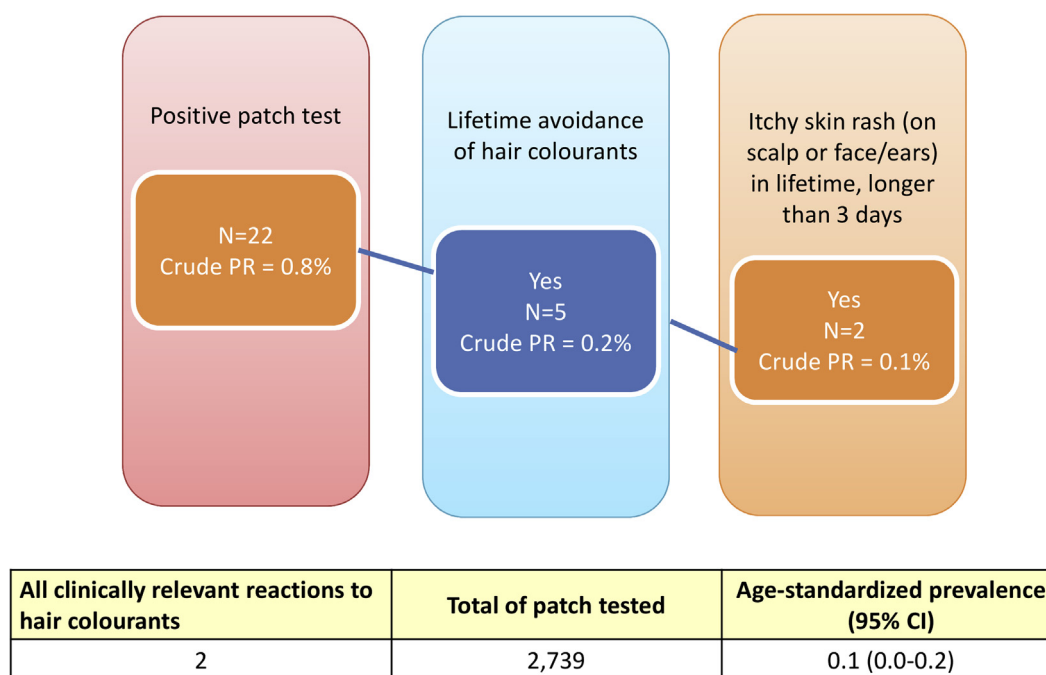 Positive patch test
N=22
Crude PR = 0.8%
Lifetime avoidance
of hair colourants
Yes
N=5
Crude PR = 0.2%
Itchy skin rash (on
scalp or face/ears)
in lifetime, longer
than 3 days
Yes
N=2
Crude PR = 0.1%
All clinically relevant reactions to
hair colourants
Total of patch tested
Age-standardized prevalence
(95% CI)
2
2,739
0.1 (0.0-0.2)